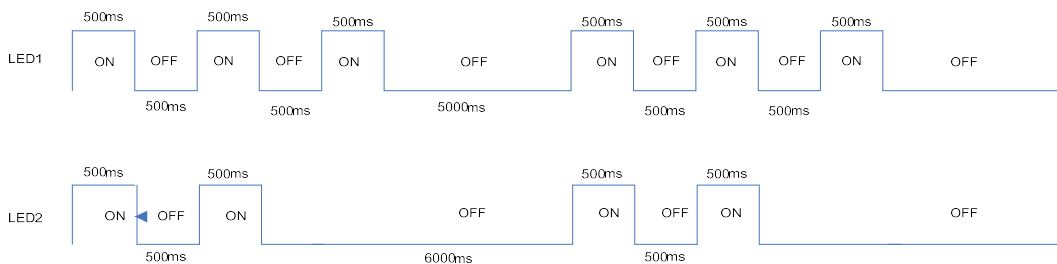 500ms 500ms 500ms 500ms 500ms 500ms
LED1 ON OFF ON OFF ON OFF ON OFF ON OFF ON OFF
500ms 500ms 5000ms 500ms 500ms
500ms 500ms 500ms 500ms
LED2 ON OFF ON OFF ON OFF ON OFF
500ms 6000ms 500ms